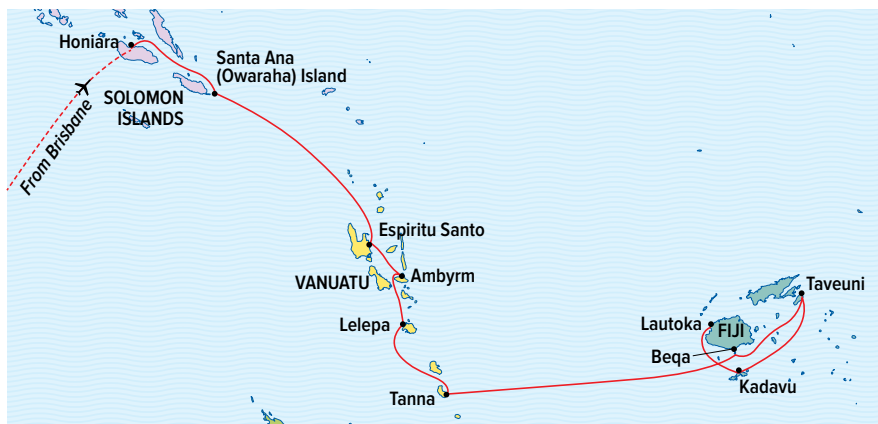 Honiara
Santa Ana
(Owaraha) Island
SOLOMON
ISLANDS
From Brisbane
Espiritu Santo
VANUATU
Ambyrm
Lelepa
Tanna
Taveuni
Lautoka
FIJI
Beqa
Kadavu